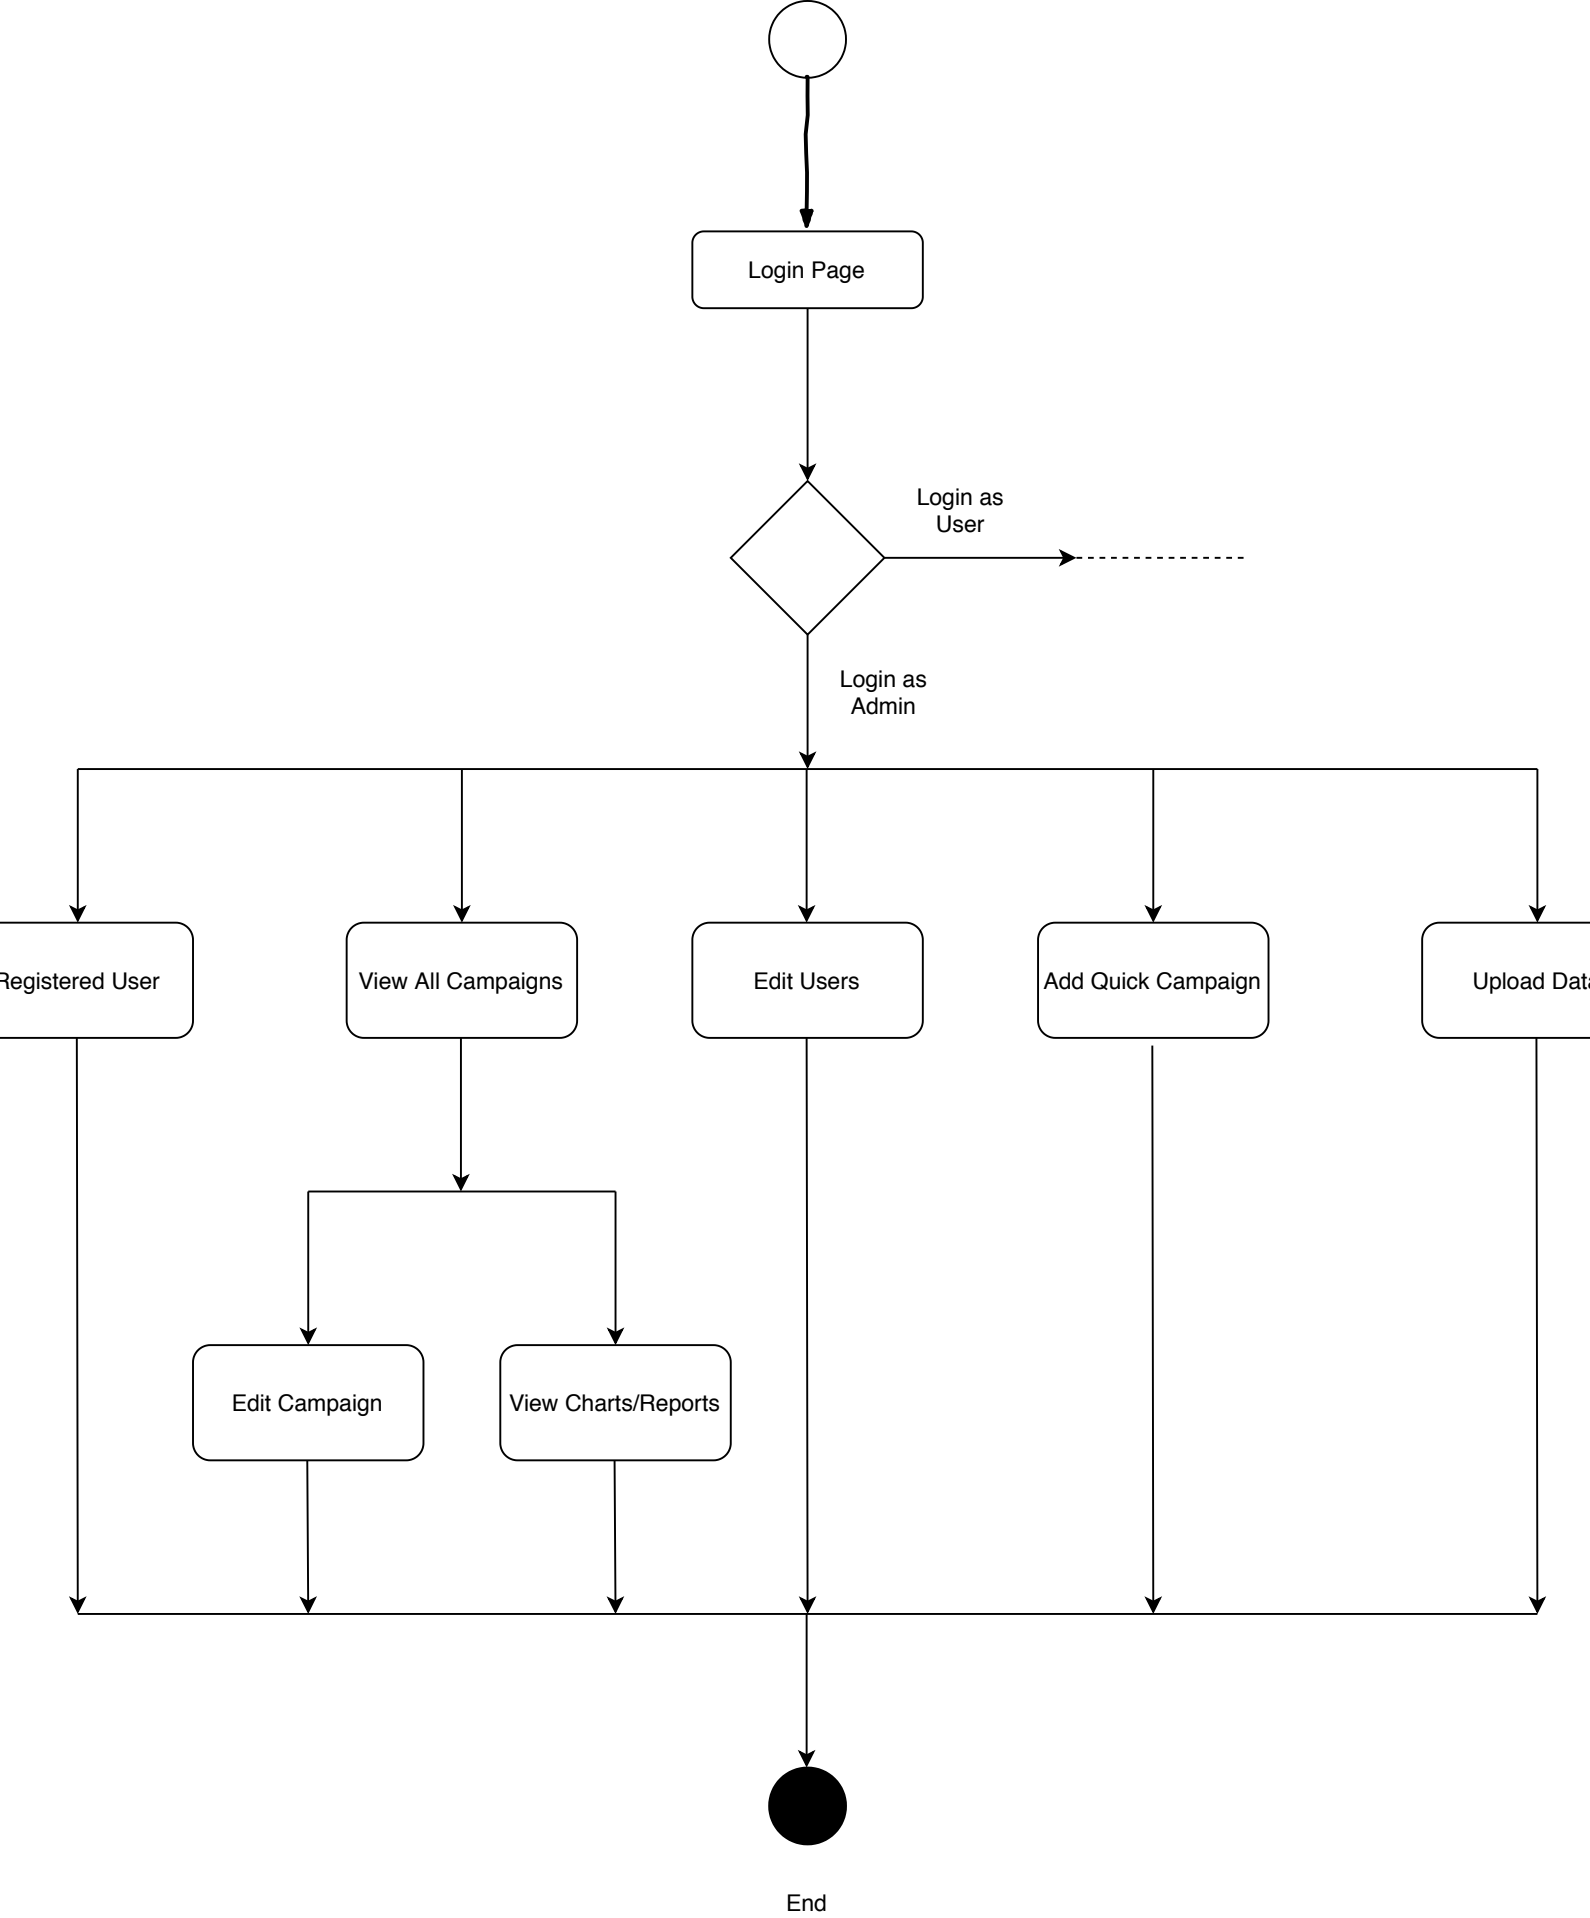 Login Page
Login as
User
Login as
Admin
Registered User
View All Campaigns
Edit Users
Add Quick Campaign
Upload Data
Edit Campaign
View Charts/Reports
End